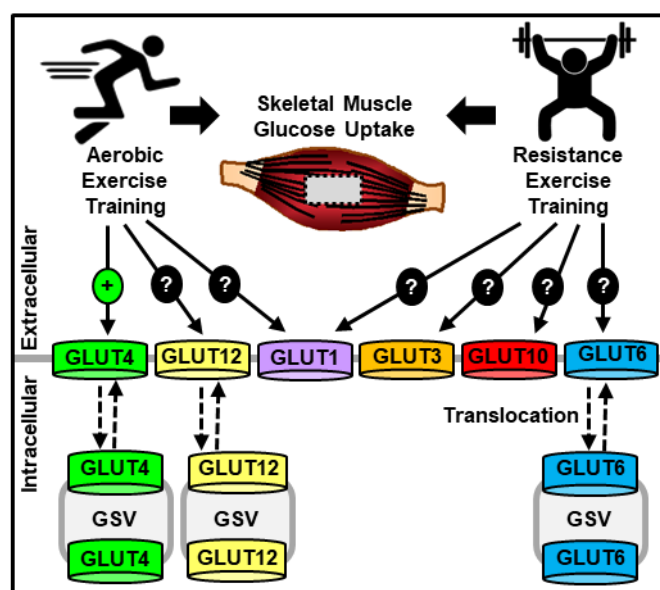 Skeletal Muscle
Glucose Uptake
Aerobic
Exercise
Training
Resistance
Exercise
Training
Extracellular
+
?
?
?
?
?
?
GLUT4
GLUT12
GLUT1
GLUT3
GLUT10
GLUT6
Intracellular
Translocation
GLUT4
GLUT12
GLUT6
GSV
GSV
GSV
GLUT4
GLUT12
GLUT6